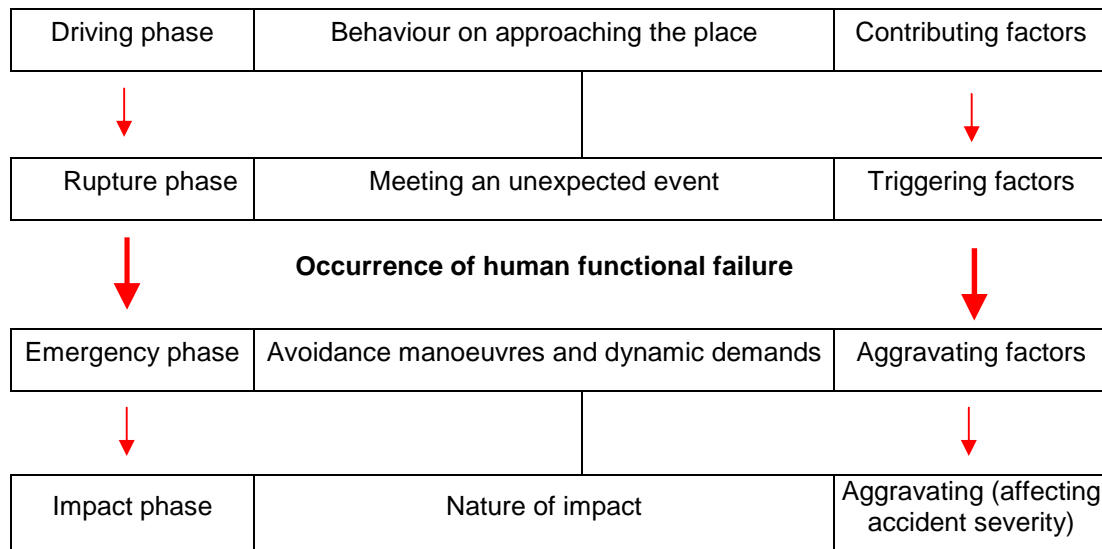 Driving phase
Behaviour on approaching the place
Contributing factors
Rupture phase
Meeting an unexpected event
Triggering factors
Occurrence of human functional failure
Emergency phase
Avoidance manoeuvres and dynamic demands
Aggravating factors
Impact phase
Nature of impact
Aggravating (affecting
accident severity)